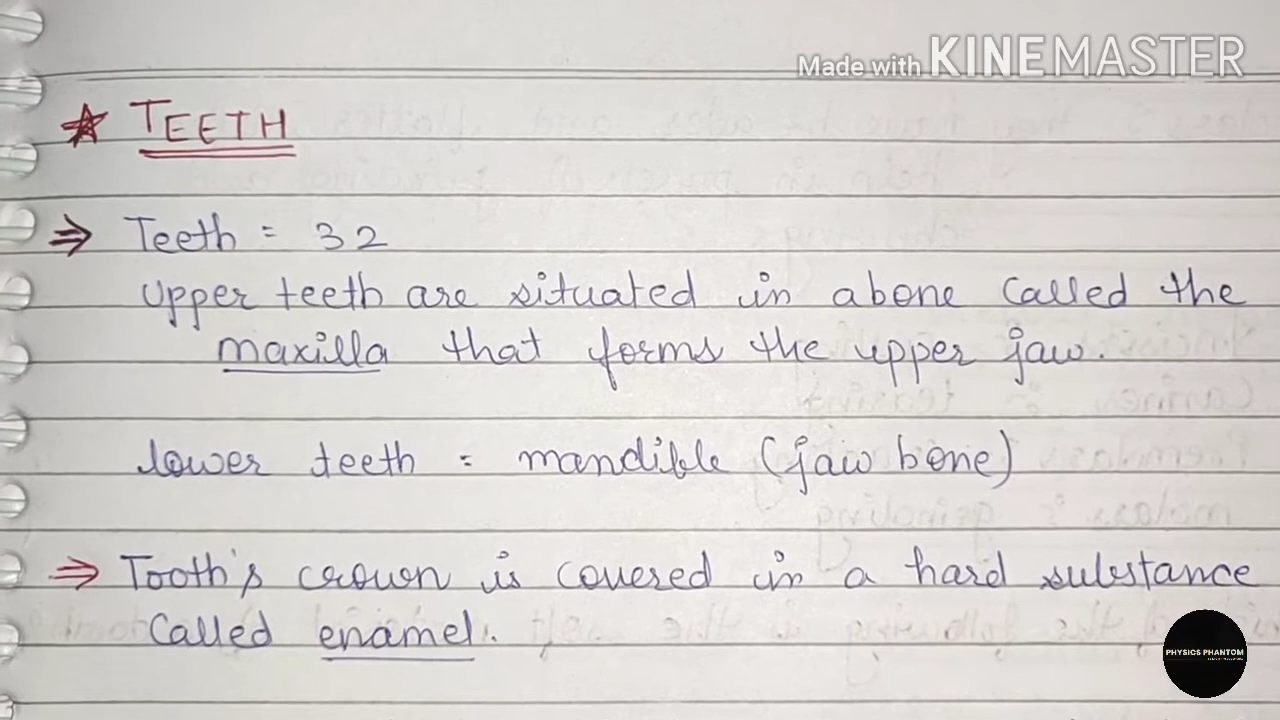 Made with KINEMASTER
TEETH
⇒ Teeth = 32
Upper teeth are situated in a bone called the
maxilla that forms the upper jaw.
lower teeth = mandible (jaw bone)
⇒ Tooth's crown is covered in a hard substance
called enamel.
PHYSICS PHANTOM